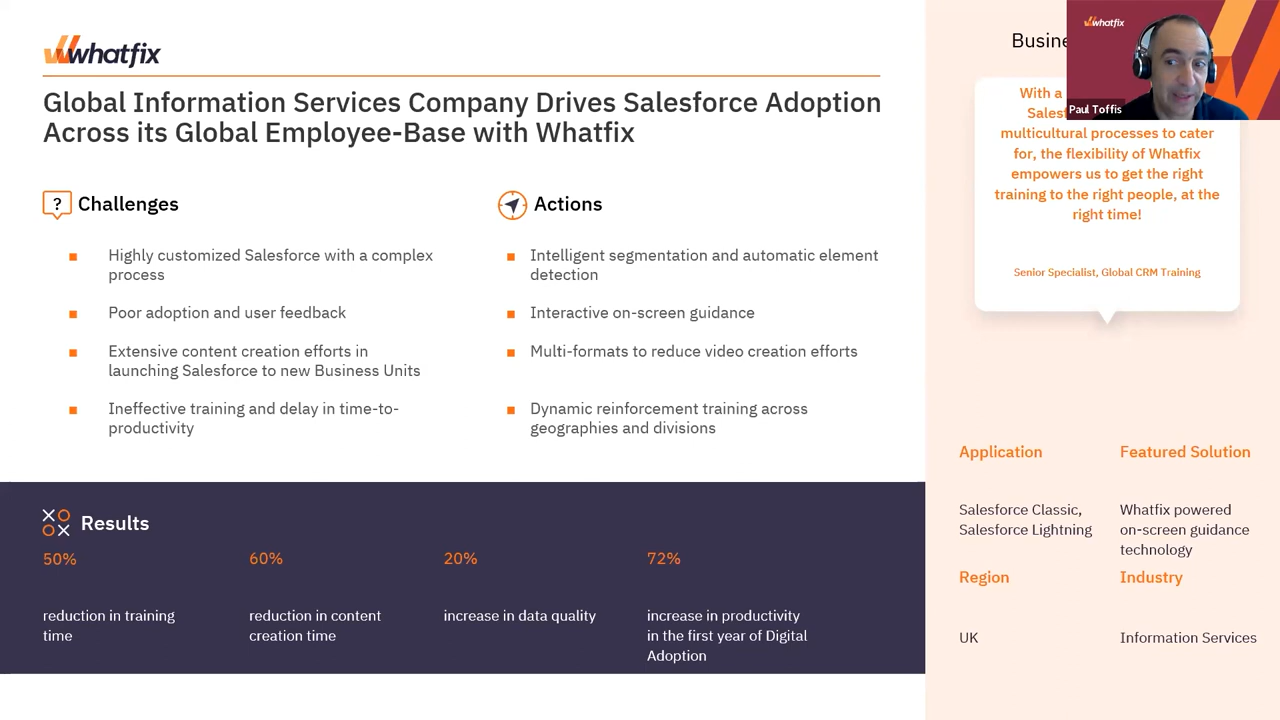 whatfix
Global Information Services Company Drives Salesforce Adoption
Across its Global Employee-Base with Whatfix
? Challenges
Highly customized Salesforce with a complex
process
Poor adoption and user feedback
Extensive content creation efforts in
launching Salesforce to new Business Units
Ineffective training and delay in time-to-
productivity
Actions
Intelligent segmentation and automatic element
detection
Interactive on-screen guidance
Multi-formats to reduce video creation efforts
Dynamic reinforcement training across
geographies and divisions
Results
50%
reduction in training
time
60%
reduction in content
creation time
20%
increase in data quality
72%
increase in productivity
in the first year of Digital
Adoption
whatfix
Paul Toffis
With a
multicultural processes to cater
for, the flexibility of Whatfix
empowers us to get the right
training to the right people, at the
right time!
Senior Specialist, Global CRM Training
Application
Salesforce Classic,
Salesforce Lightning
Featured Solution
Whatfix powered
on-screen guidance
technology
Region
UK
Industry
Information Services